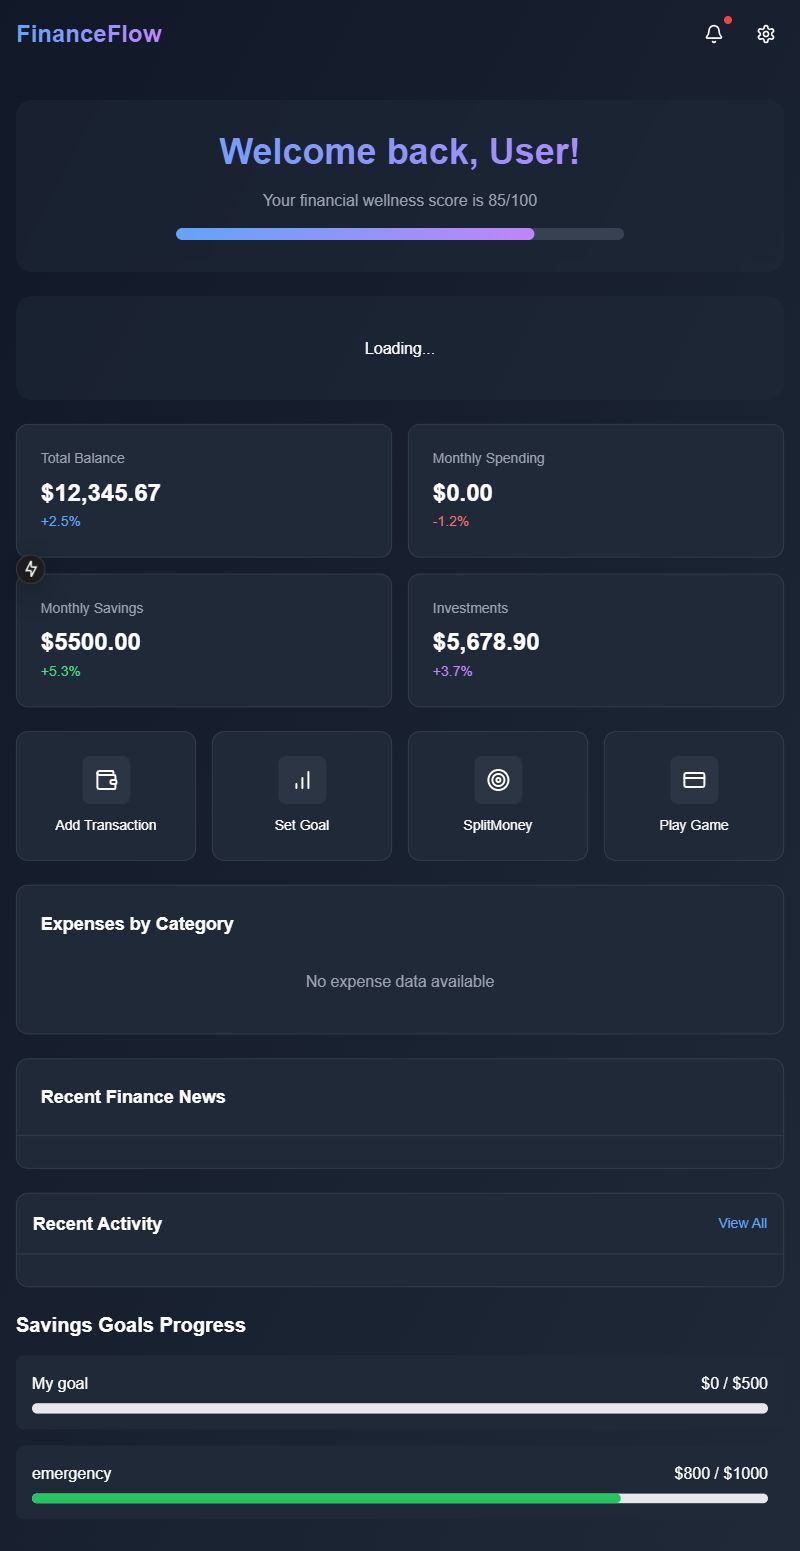 FinanceFlow
Welcome back, User!
Your financial wellness score is 85/100
Loading...
Total Balance
$12,345.67
+2.5%
Monthly Spending
$0.00
-1.2%
Monthly Savings
$5500.00
+5.3%
Investments
$5,678.90
+3.7%
Add Transaction
Set Goal
SplitMoney
Play Game
Expenses by Category
No expense data available
Recent Finance News
Recent Activity
View All
Savings Goals Progress
My goal
$0 / $500
emergency
$800 / $1000